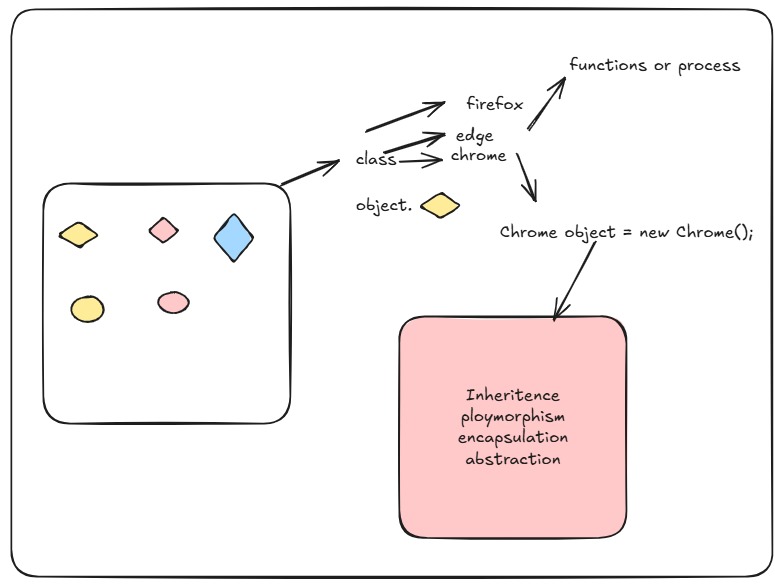 functions or process
firefox
edge
class
chrome
object.
Chrome object = new Chrome();
Inheritence
ploymorphism
encapsulation
abstraction